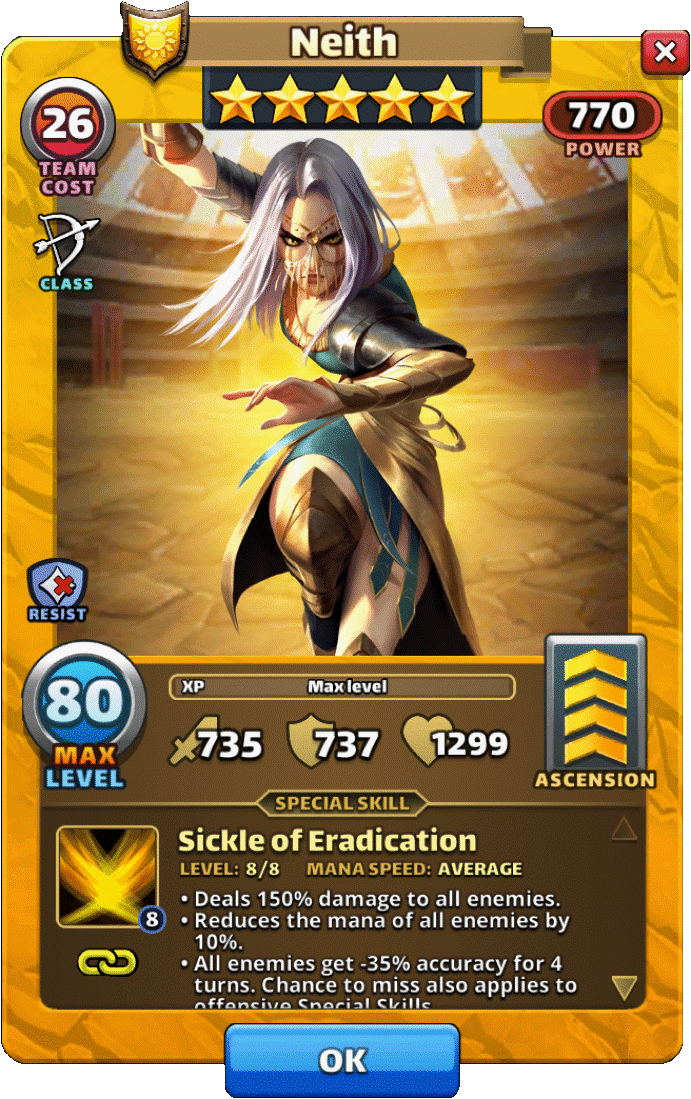 Neith
26
TEAM
COST
770
POWER
CLASS
RESIST
80
MAX
LEVEL
XP Max level
735 737 1299
ASCENSION
SPECIAL SKILL
Sickle of Eradication
LEVEL: 8/8 MANA SPEED: AVERAGE
8
• Deals 150% damage to all enemies.
• Reduces the mana of all enemies by
10%.
• All enemies get -35% accuracy for 4
turns. Chance to miss also applies to
offensive Special Skills
OK